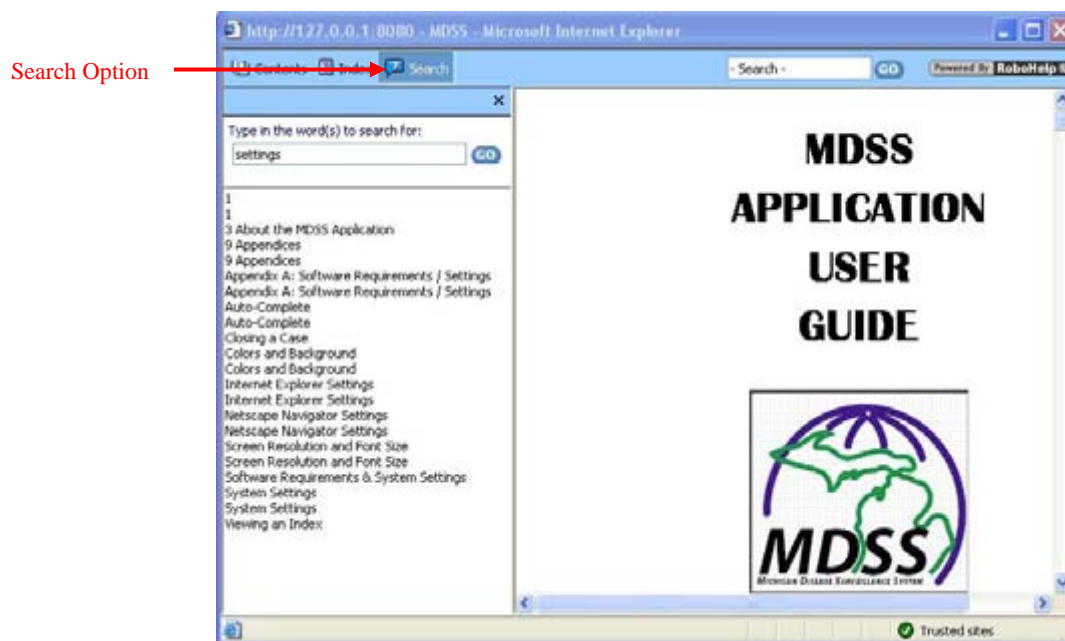 http://127.0.0.1:8080 - MDSS - Microsoft Internet Explorer
Search Option
Contents Index Search
- Search - GO Powered By RoboHelp
Type in the word(s) to search for:
settings GO
1
1
3 About the MDSS Application
9 Appendices
9 Appendices
Appendix A: Software Requirements / Settings
Appendix A: Software Requirements / Settings
Auto-Complete
Auto-Complete
Closing a Case
Colors and Background
Colors and Background
Internet Explorer Settings
Internet Explorer Settings
Netscape Navigator Settings
Netscape Navigator Settings
Screen Resolution and Font Size
Screen Resolution and Font Size
Software Requirements & System Settings
System Settings
System Settings
Viewing an Index
MDSS
APPLICATION
USER
GUIDE
MDSS
MICHIGAN DISEASE SURVEILLANCE SYSTEM
Trusted sites